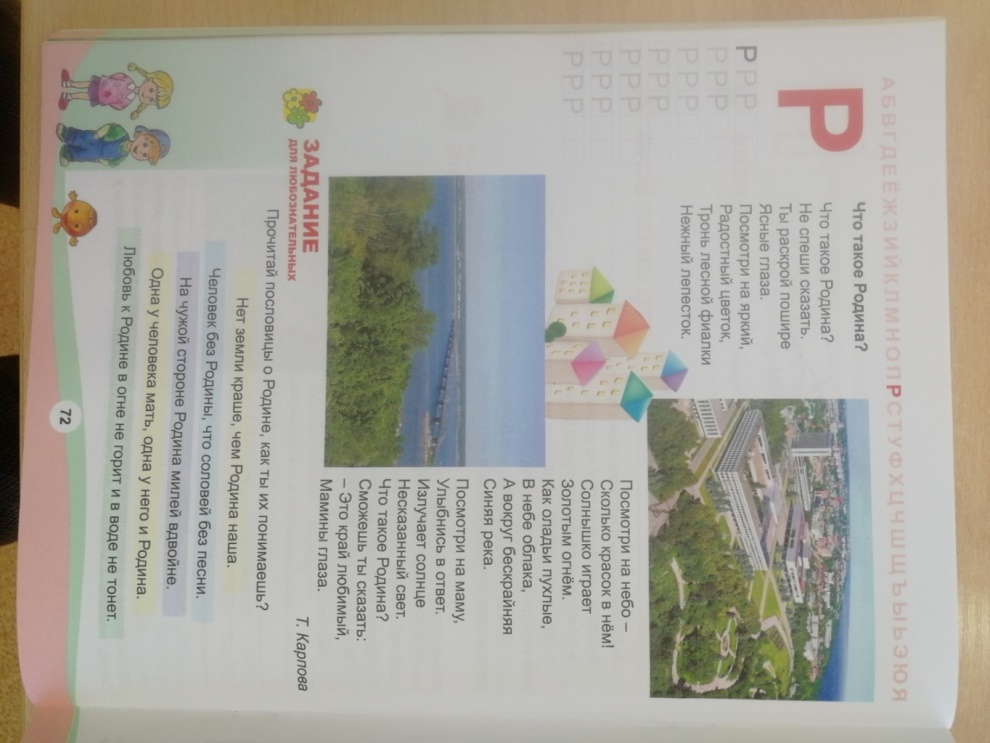 АБВГДЕЁЖЗИЙКЛМНОПРСТУФХЦЧШЩЪЫЬЭЮЯ
Р
Р Р Р
Р Р Р
Р Р Р
Р Р Р
Р Р Р
Р Р Р
Р Р Р
Что такое Родина?
Что такое Родина?
Не спеши сказать.
Ты раскрой пошире
Ясные глаза.
Посмотри на яркий,
Радостный цветок,
Тронь лесной фиалки
Нежный лепесток.
Посмотри на небо –
Сколько красок в нём!
Солнышко играет
Золотым огнём.
Как оладьи пухлые,
В небе облака,
А вокруг бескрайняя
Синяя река.
Посмотри на маму,
Улыбнись в ответ.
Излучает солнце
Несказанный свет.
Что такое Родина?
Сможешь ты сказать:
– Это край любимый,
Мамины глаза.
Т. Карпова
ЗАДАНИЕ
ДЛЯ ЛЮБОЗНАТЕЛЬНЫХ
Прочитай пословицы о Родине, как ты их понимаешь?
Нет земли краше, чем Родина наша.
Человек без Родины, что соловей без песни.
На чужой стороне Родина милей вдвойне.
Одна у человека мать, одна у него и Родина.
Любовь к Родине в огне не горит и в воде не тонет.
72